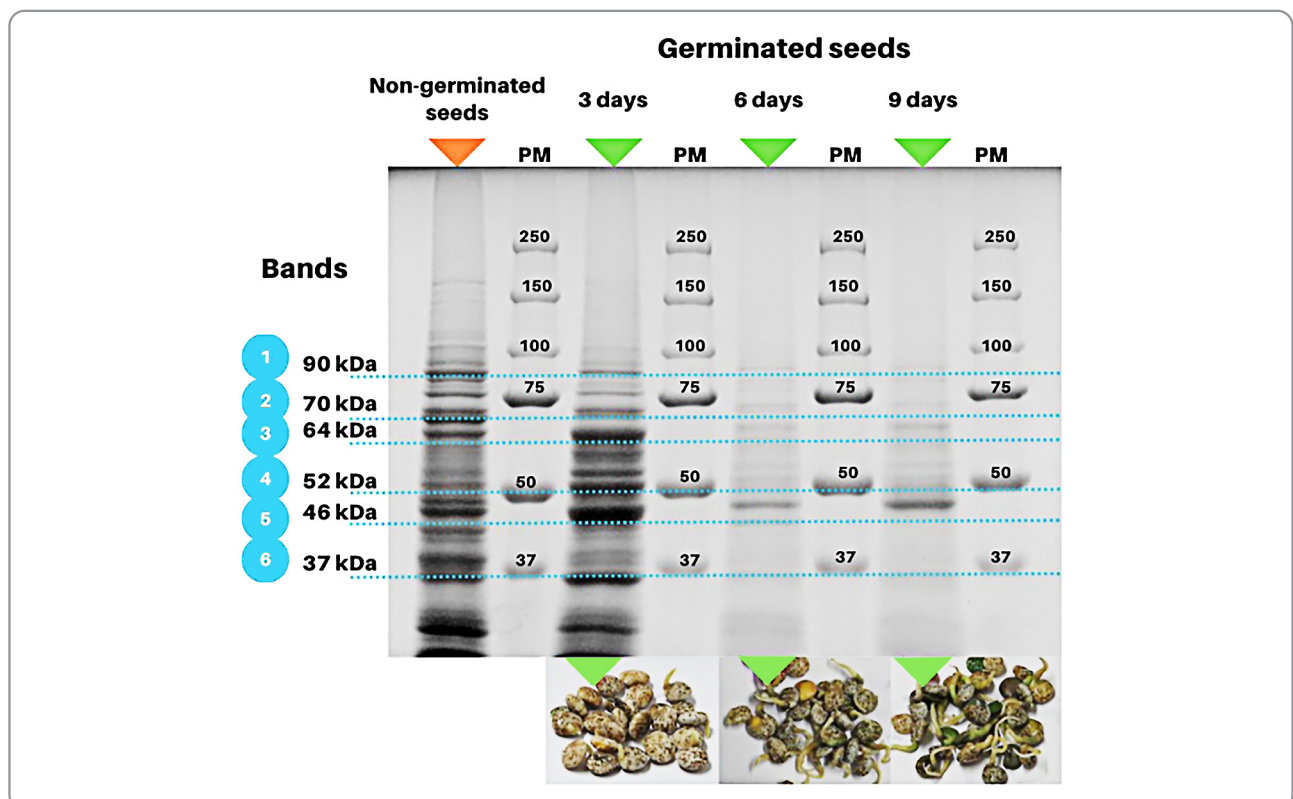 Germinated seeds
Non-germinated
seeds
3 days
6 days
9 days
PM
PM
PM
PM
250
250
250
250
150
150
150
150
Bands
100
100
100
100
1
90 kDa
75
75
75
75
2
70 kDa
3
64 kDa
4
52 kDa
50
50
50
50
5
46 kDa
6
37 kDa
37
37
37
37